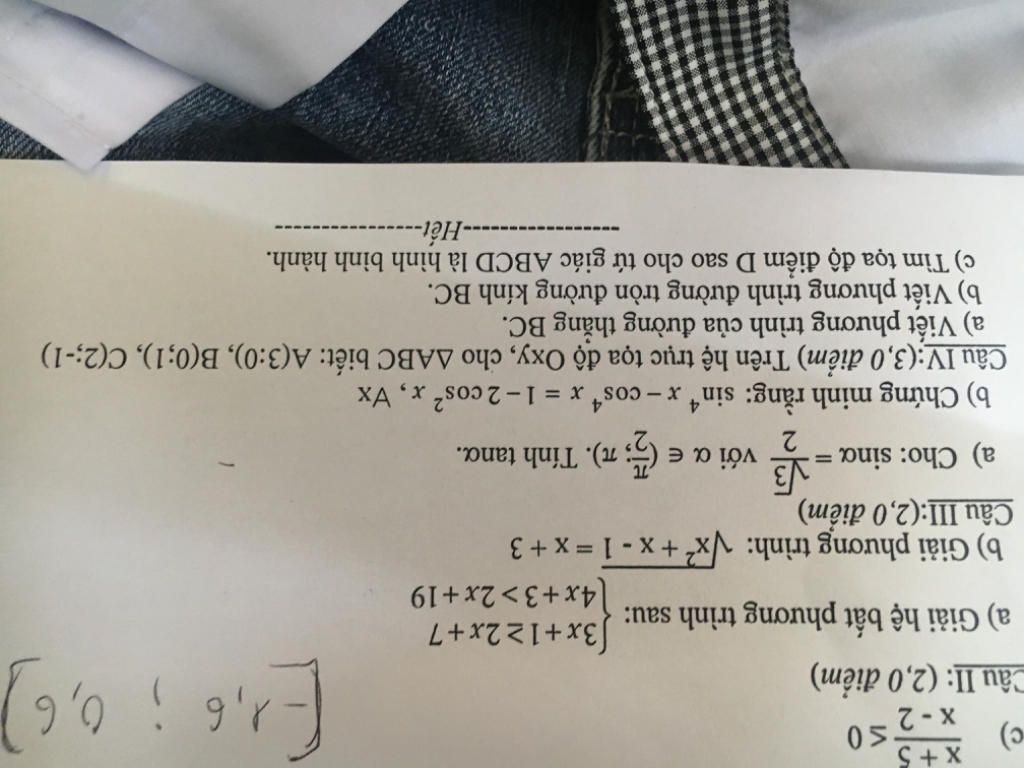 c) (x + 5)/(x - 2) ≤ 0
[-1,6 ; 0,6]
Câu II: (2,0 điểm)
a) Giải hệ bất phương trình sau: { 3x + 1 ≥ 2x + 7
4x + 3 > 2x + 19
b) Giải phương trình: √(x² + x - 1) = x + 3
Câu III:(2,0 điểm)
a) Cho: sinα = √3/2 với α ∈ (π/2; π). Tính tanα.
b) Chứng minh rằng: sin⁴ x − cos⁴ x = 1 − 2 cos² x , ∀x
Câu IV:(3,0 điểm) Trên hệ trục tọa độ Oxy, cho ΔABC biết: A(3:0), B(0;1), C(2;-1)
a) Viết phương trình của đường thẳng BC.
b) Viết phương trình đường tròn đường kính BC.
c) Tìm tọa độ điểm D sao cho tứ giác ABCD là hình bình hành.
------------------Hết------------------